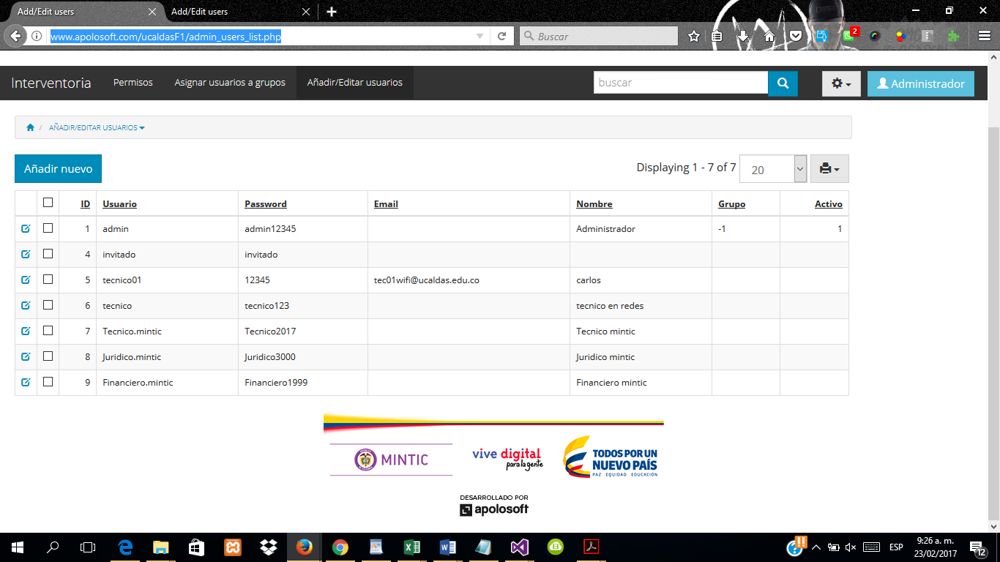 Add/Edit users
Add/Edit users
www.apolosoft.com/ucaldasF1/admin_users_list.php
Buscar
2
Interventoria Permisos Asignar usuarios a grupos Añadir/Editar usuarios buscar Administrador
/ AÑADIR/EDITAR USUARIOS
Añadir nuevo Displaying 1 - 7 of 7 20
ID Usuario Password Email Nombre Grupo Activo
1 admin admin12345 Administrador -1 1
4 invitado invitado
5 tecnico01 12345 tec01wifi@ucaldas.edu.co carlos
6 tecnico tecnico123 tecnico en redes
7 Tecnico.mintic Tecnico2017 Tecnico mintic
8 Juridico.mintic Juridico3000 Juridico mintic
9 Financiero.mintic Financiero1999 Financiero mintic
MINTIC
vive digital
para la gente
TODOS POR UN
NUEVO PAÍS
PAZ EQUIDAD EDUCACIÓN
DESARROLLADO POR
apolosoft
ESP
9:26 a. m.
23/02/2017
12